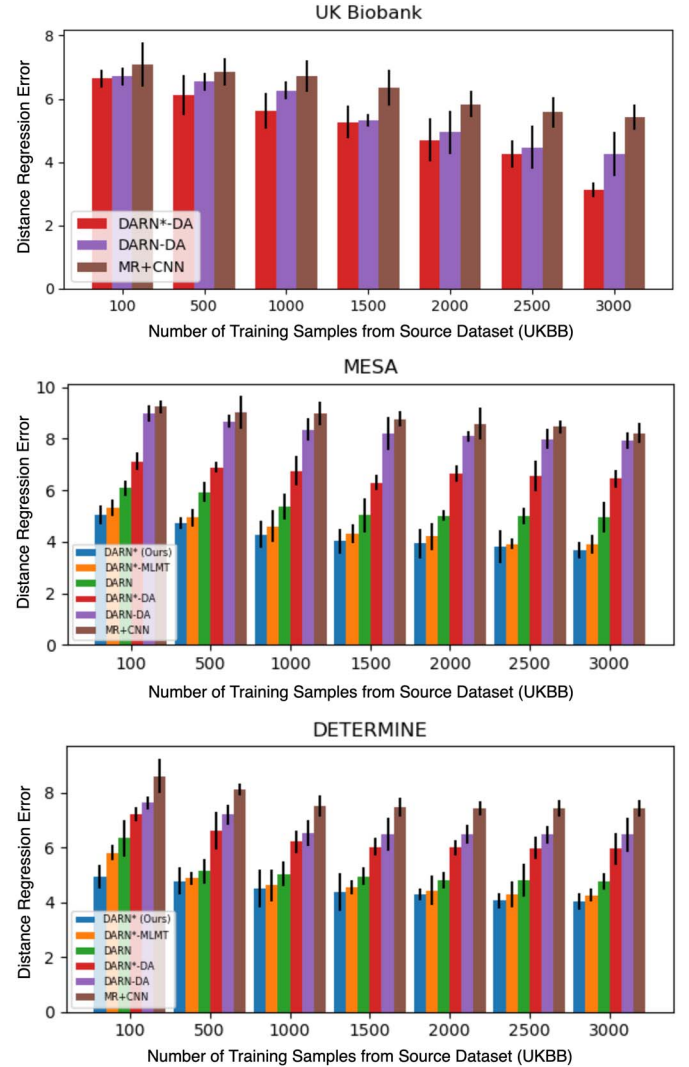 UK Biobank
8
6
4
2
0
Distance Regression Error
DARN*-DA
DARN-DA
MR+CNN
100 500 1000 1500 2000 2500 3000
Number of Training Samples from Source Dataset (UKBB)
MESA
10
8
6
4
2
0
Distance Regression Error
DARN* (Ours)
DARN*-MLMT
DARN
DARN*-DA
DARN-DA
MR+CNN
100 500 1000 1500 2000 2500 3000
Number of Training Samples from Source Dataset (UKBB)
DETERMINE
8
6
4
2
0
Distance Regression Error
DARN* (Ours)
DARN*-MLMT
DARN
DARN*-DA
DARN-DA
MR+CNN
100 500 1000 1500 2000 2500 3000
Number of Training Samples from Source Dataset (UKBB)